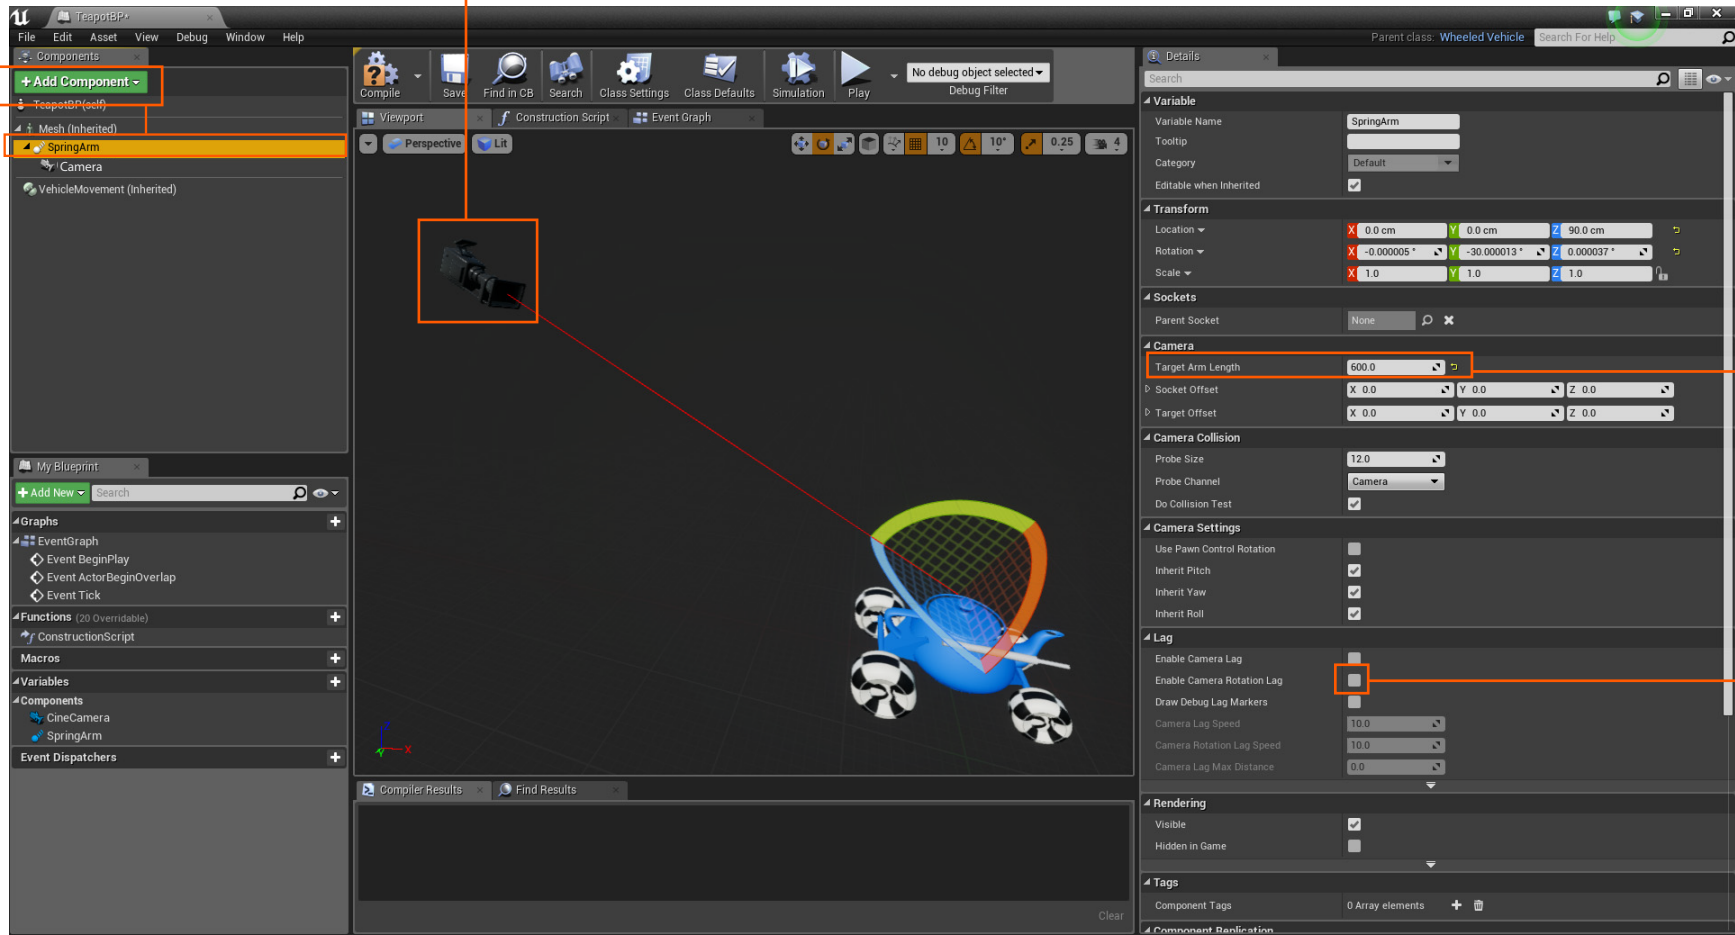 TeapotBP*
File Edit Asset View Debug Window Help
Parent class: Wheeled Vehicle Search For Help
Components
+Add Component
TeapotBP(self)
Mesh (Inherited)
SpringArm
Camera
VehicleMovement (Inherited)
My Blueprint
+Add New Search
Graphs
EventGraph
Event BeginPlay
Event ActorBeginOverlap
Event Tick
Functions (20 Overridable)
ConstructionScript
Macros
Variables
Components
CineCamera
SpringArm
Event Dispatchers
Compile Save Find in CB Search Class Settings Class Defaults Simulation Play
No debug object selected
Debug Filter
Viewport Construction Script Event Graph
Perspective Lit 10 10° 0.25 4
Z
Y X
Compiler Results Find Results
Clear
Details
Search
Variable
Variable Name SpringArm
Tooltip
Category Default
Editable when Inherited
Transform
Location X 0.0 cm Y 0.0 cm Z 90.0 cm
Rotation X -0.000005 ° Y -30.000013 ° Z 0.000037 °
Scale X 1.0 Y 1.0 Z 1.0
Sockets
Parent Socket None
Camera
Target Arm Length 600.0
Socket Offset X 0.0 Y 0.0 Z 0.0
Target Offset X 0.0 Y 0.0 Z 0.0
Camera Collision
Probe Size 12.0
Probe Channel Camera
Do Collision Test
Camera Settings
Use Pawn Control Rotation
Inherit Pitch
Inherit Yaw
Inherit Roll
Lag
Enable Camera Lag
Enable Camera Rotation Lag
Draw Debug Lag Markers
Camera Lag Speed 10.0
Camera Rotation Lag Speed 10.0
Camera Lag Max Distance 0.0
Rendering
Visible
Hidden in Game
Tags
Component Tags 0 Array elements
Component Replication